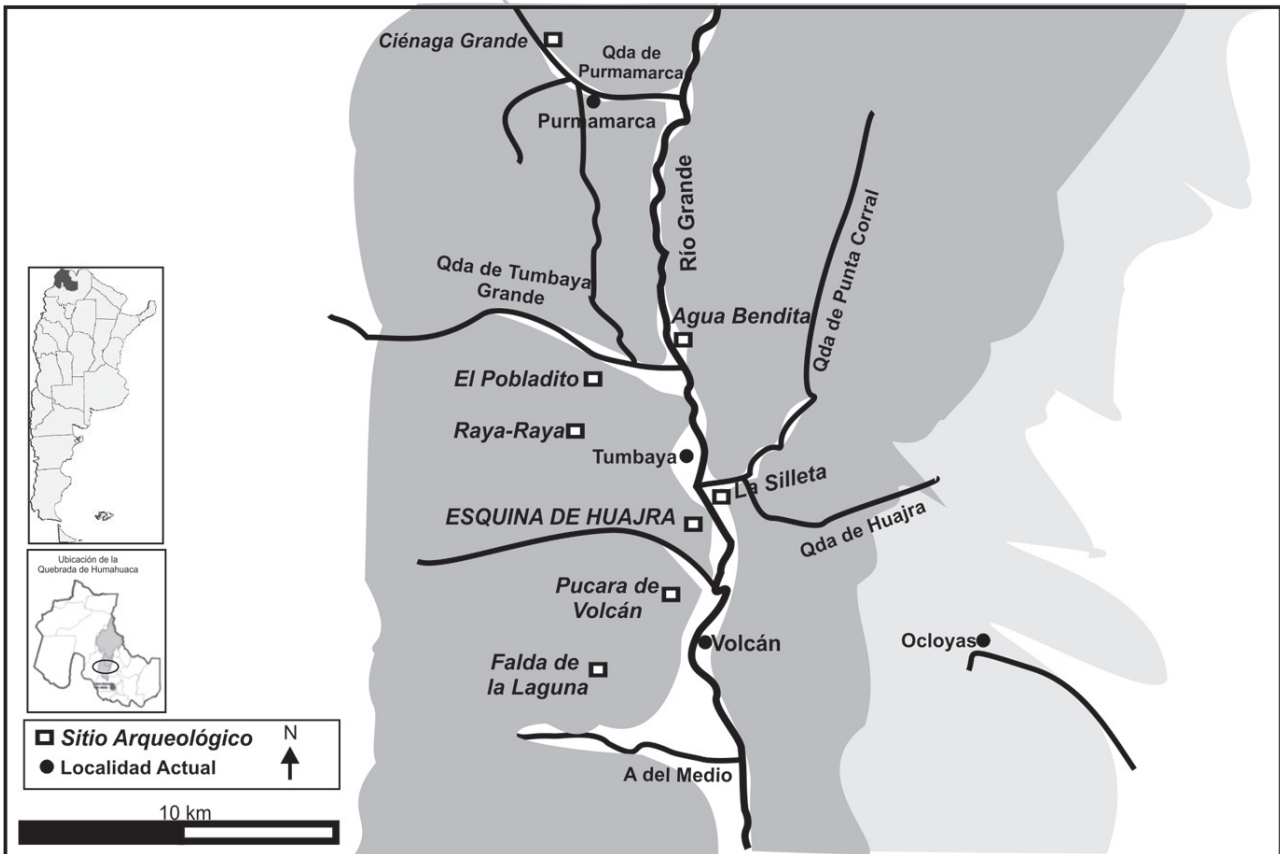 Ciénaga Grande
Qda de
Purmamarca
Purmamarca
Río Grande
Qda de Punta Corral
Qda de Tumbaya
Grande
Agua Bendita
El Pobladito
Raya-Raya
Tumbaya
La Silleta
ESQUINA DE HUAJRA
Qda de Huajra
Pucara de
Volcán
Volcán
Ocloyas
Falda de
la Laguna
A del Medio
Ubicación de la
Quebrada de Humahuaca
Sitio Arqueológico
N
Localidad Actual
10 km